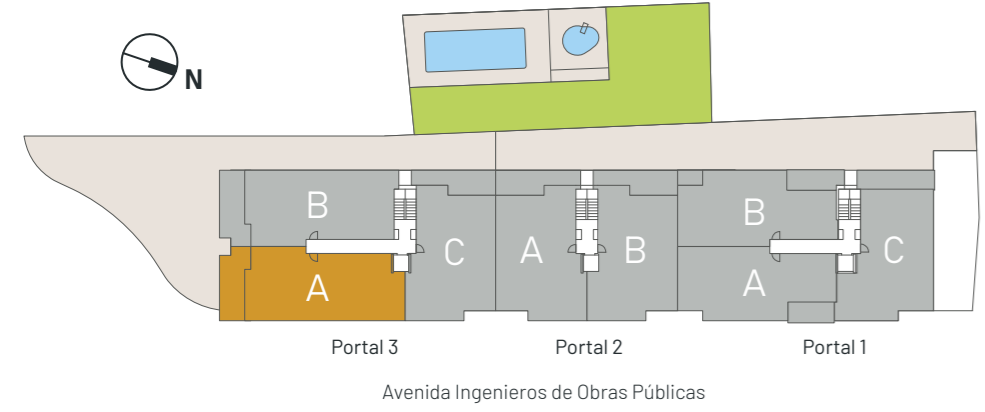 N
B
A
C
A
B
B
A
C
Portal 3
Portal 2
Portal 1
Avenida Ingenieros de Obras Públicas